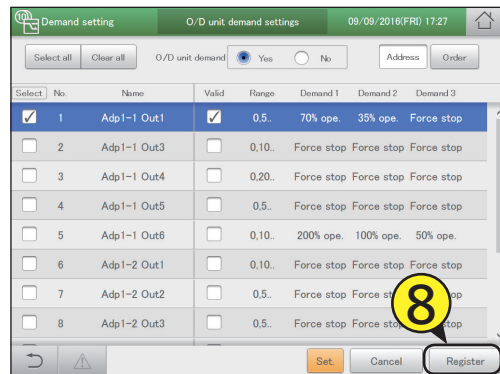 Demand setting O/D unit demand settings 09/09/2016(FRI) 17:27
Select all Clear all O/D unit demand Yes No Address Order
Select No. Name Valid Range Demand 1 Demand 2 Demand 3
1 Adp1-1 Out1 0,5.. 70% ope. 35% ope. Force stop
2 Adp1-1 Out3 0,10.. Force stop Force stop Force stop
3 Adp1-1 Out4 0,20.. Force stop Force stop Force stop
4 Adp1-1 Out5 0,5.. Force stop Force stop Force stop
5 Adp1-1 Out6 0,10.. 200% ope. 100% ope. 50% ope.
6 Adp1-2 Out1 0,10.. Force stop Force stop Force stop
7 Adp1-2 Out2 0,5.. Force stop Force stop
8 Adp1-2 Out3 0,5.. Force stop Force stop
8
Set. Cancel Register